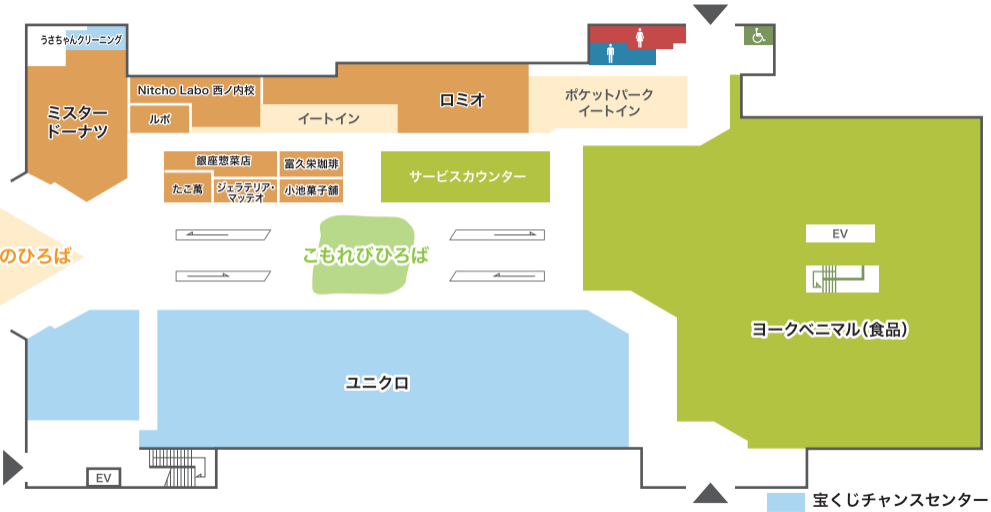 うさちゃんクリーニング
ミスター
ドーナツ
Nitcho Labo 西ノ内校
ルポ
イートイン
ロミオ
ポケットパーク
イートイン
銀座惣菜店
富久栄珈琲
たこ萬
ジェラテリア・
マッテオ
小池菓子舗
サービスカウンター
のひろば
こもれびひろば
EV
ヨークベニマル(食品)
ユニクロ
EV
宝くじチャンスセンター